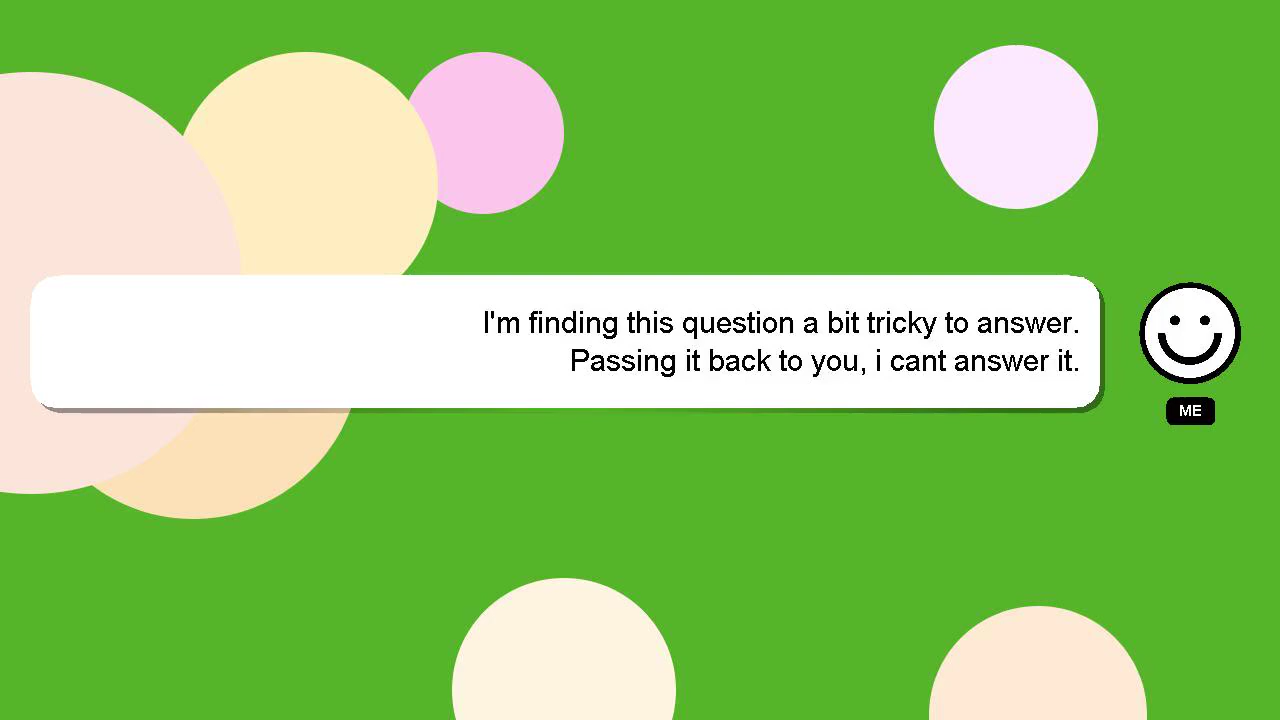 I'm finding this question a bit tricky to answer.
Passing it back to you, i cant answer it.
ME